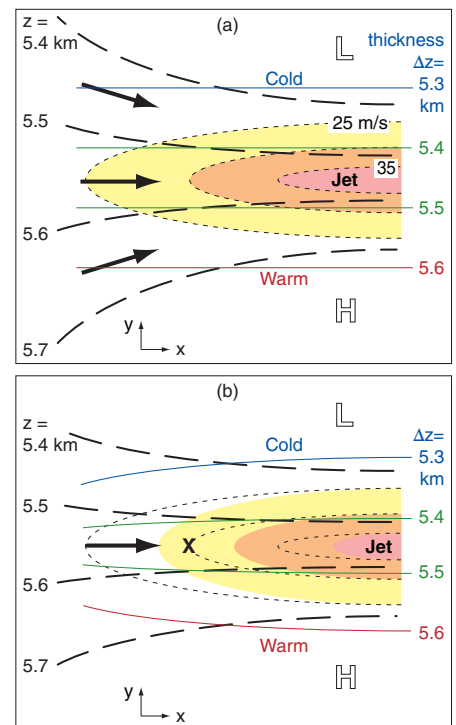 (a)
z =
5.4 km
L
thickness
Δz=
Cold
5.3
km
5.5
25 m/s
5.4
35
Jet
5.5
5.6
Warm
5.6
H
5.7
y
x
(b)
z =
5.4 km
L
Δz=
Cold
5.3
km
5.5
5.4
X
Jet
5.6
5.5
5.6
Warm
5.7
H
y
x